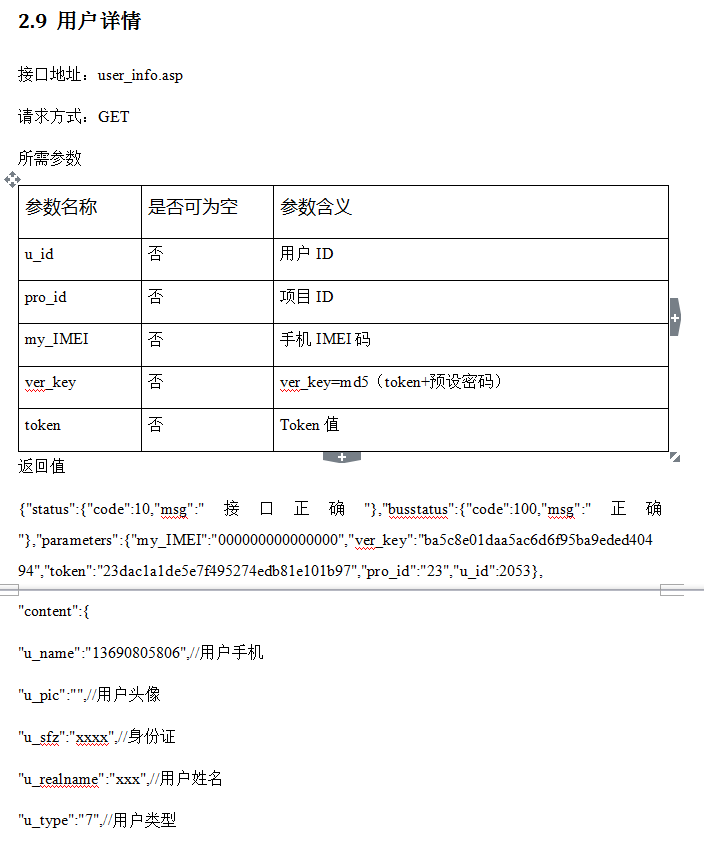 2.9 用户详情
接口地址：user_info.asp
请求方式：GET
所需参数
参数名称 是否可为空 参数含义
u_id 否 用户 ID
pro_id 否 项目 ID
my_IMEI 否 手机 IMEI 码
ver_key 否 ver_key=md5（token+预设密码）
token 否 Token 值
返回值
{"status":{"code":10,"msg":" 接 口 正 确 "},"busstatus":{"code":100,"msg":" 正 确
"},"parameters":{"my_IMEI":"000000000000000","ver_key":"ba5c8e01daa5ac6d6f95ba9eded404
94","token":"23dac1a1de5e7f495274edb81e101b97","pro_id":"23","u_id":2053},
"content":{
"u_name":"13690805806",//用户手机
"u_pic":"",//用户头像
"u_sfz":"xxxx",//身份证
"u_realname":"xxx",//用户姓名
"u_type":"7",//用户类型